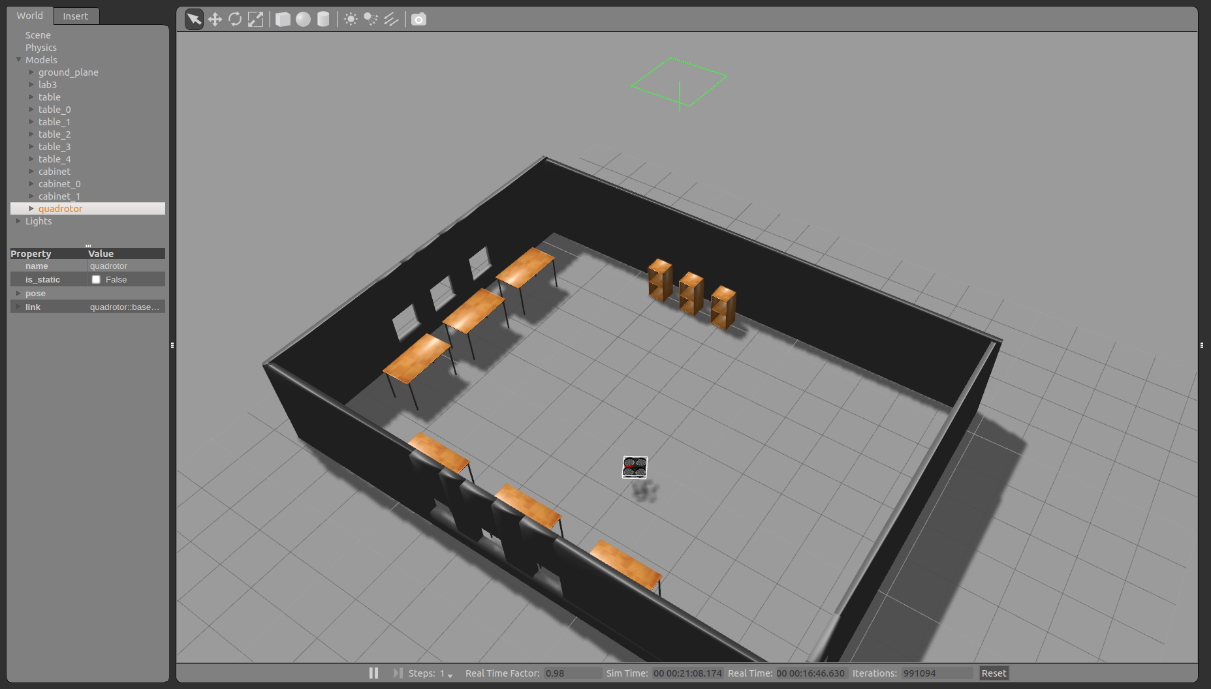 World Insert
Scene
Physics
Models
ground_plane
lab3
table
table_0
table_1
table_2
table_3
table_4
cabinet
cabinet_0
cabinet_1
quadrotor
Lights
Property Value
name quadrotor
is_static False
pose
link quadrotor::base...
Steps: 1 Real Time Factor: 0.98 Sim Time: 00 00:21:08.174 Real Time: 00 00:16:46.630 Iterations: 991094 Reset